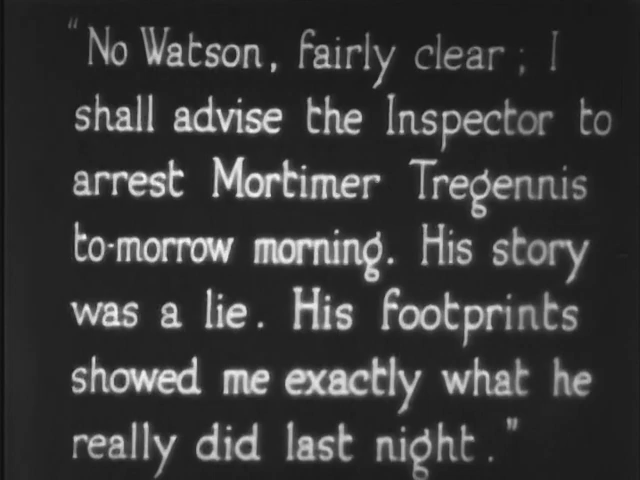 "No Watson, fairly clear; I
shall advise the Inspector to
arrest Mortimer Tregennis
to-morrow morning. His story
was a lie. His footprints
showed me exactly what he
really did last night."